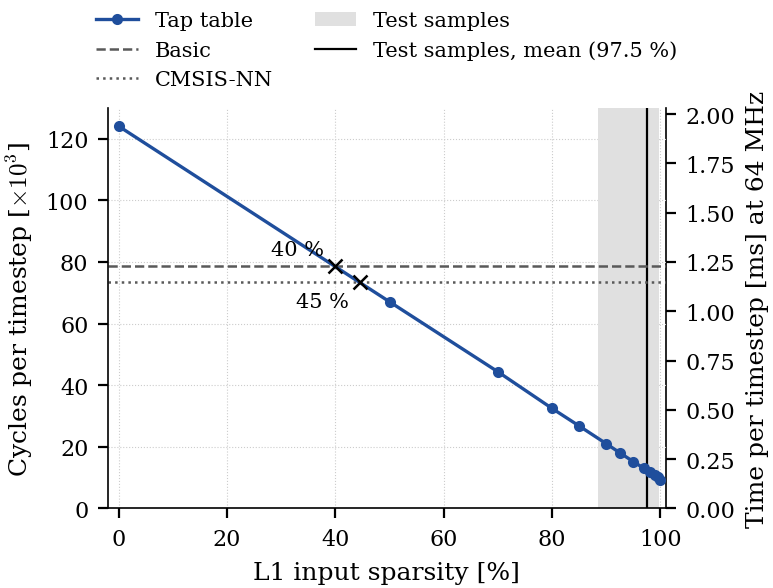 Tap table
Basic
CMSIS-NN
Test samples
Test samples, mean (97.5 %)
Cycles per timestep [×10³]
120
100
80
60
40
20
0
40 %
45 %
2.00
1.75
1.50
1.25
1.00
0.75
0.50
0.25
0.00
Time per timestep [ms] at 64 MHz
0 20 40 60 80 100
L1 input sparsity [%]